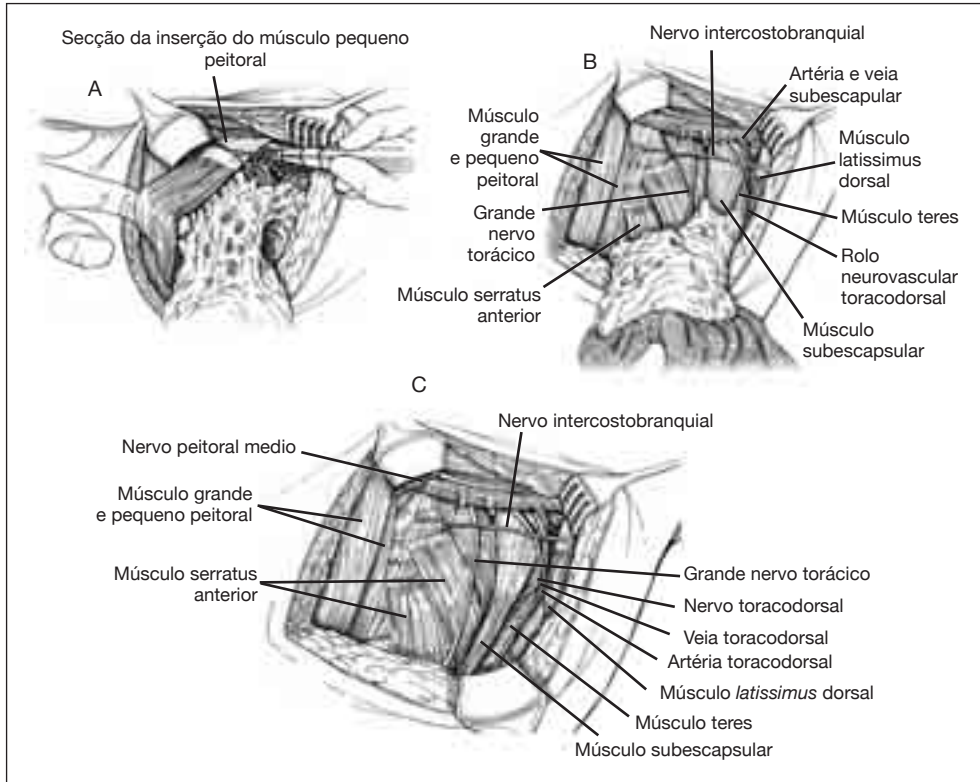 Secção da inserção do músculo pequeno
peitoral
A
Nervo intercostobranquial
B
Artéria e veia
subescapular
Músculo
grande
e pequeno
peitoral
Músculo
latissimus
dorsal
Grande
nervo
torácico
Músculo teres
Rolo
neurovascular
toracodorsal
Músculo serratus
anterior
Músculo
subescapsular
C
Nervo intercostobranquial
Nervo peitoral medio
Músculo grande
e pequeno peitoral
Músculo serratus
anterior
Grande nervo torácico
Nervo toracodorsal
Veia toracodorsal
Artéria toracodorsal
Músculo latissimus dorsal
Músculo teres
Músculo subescapsular